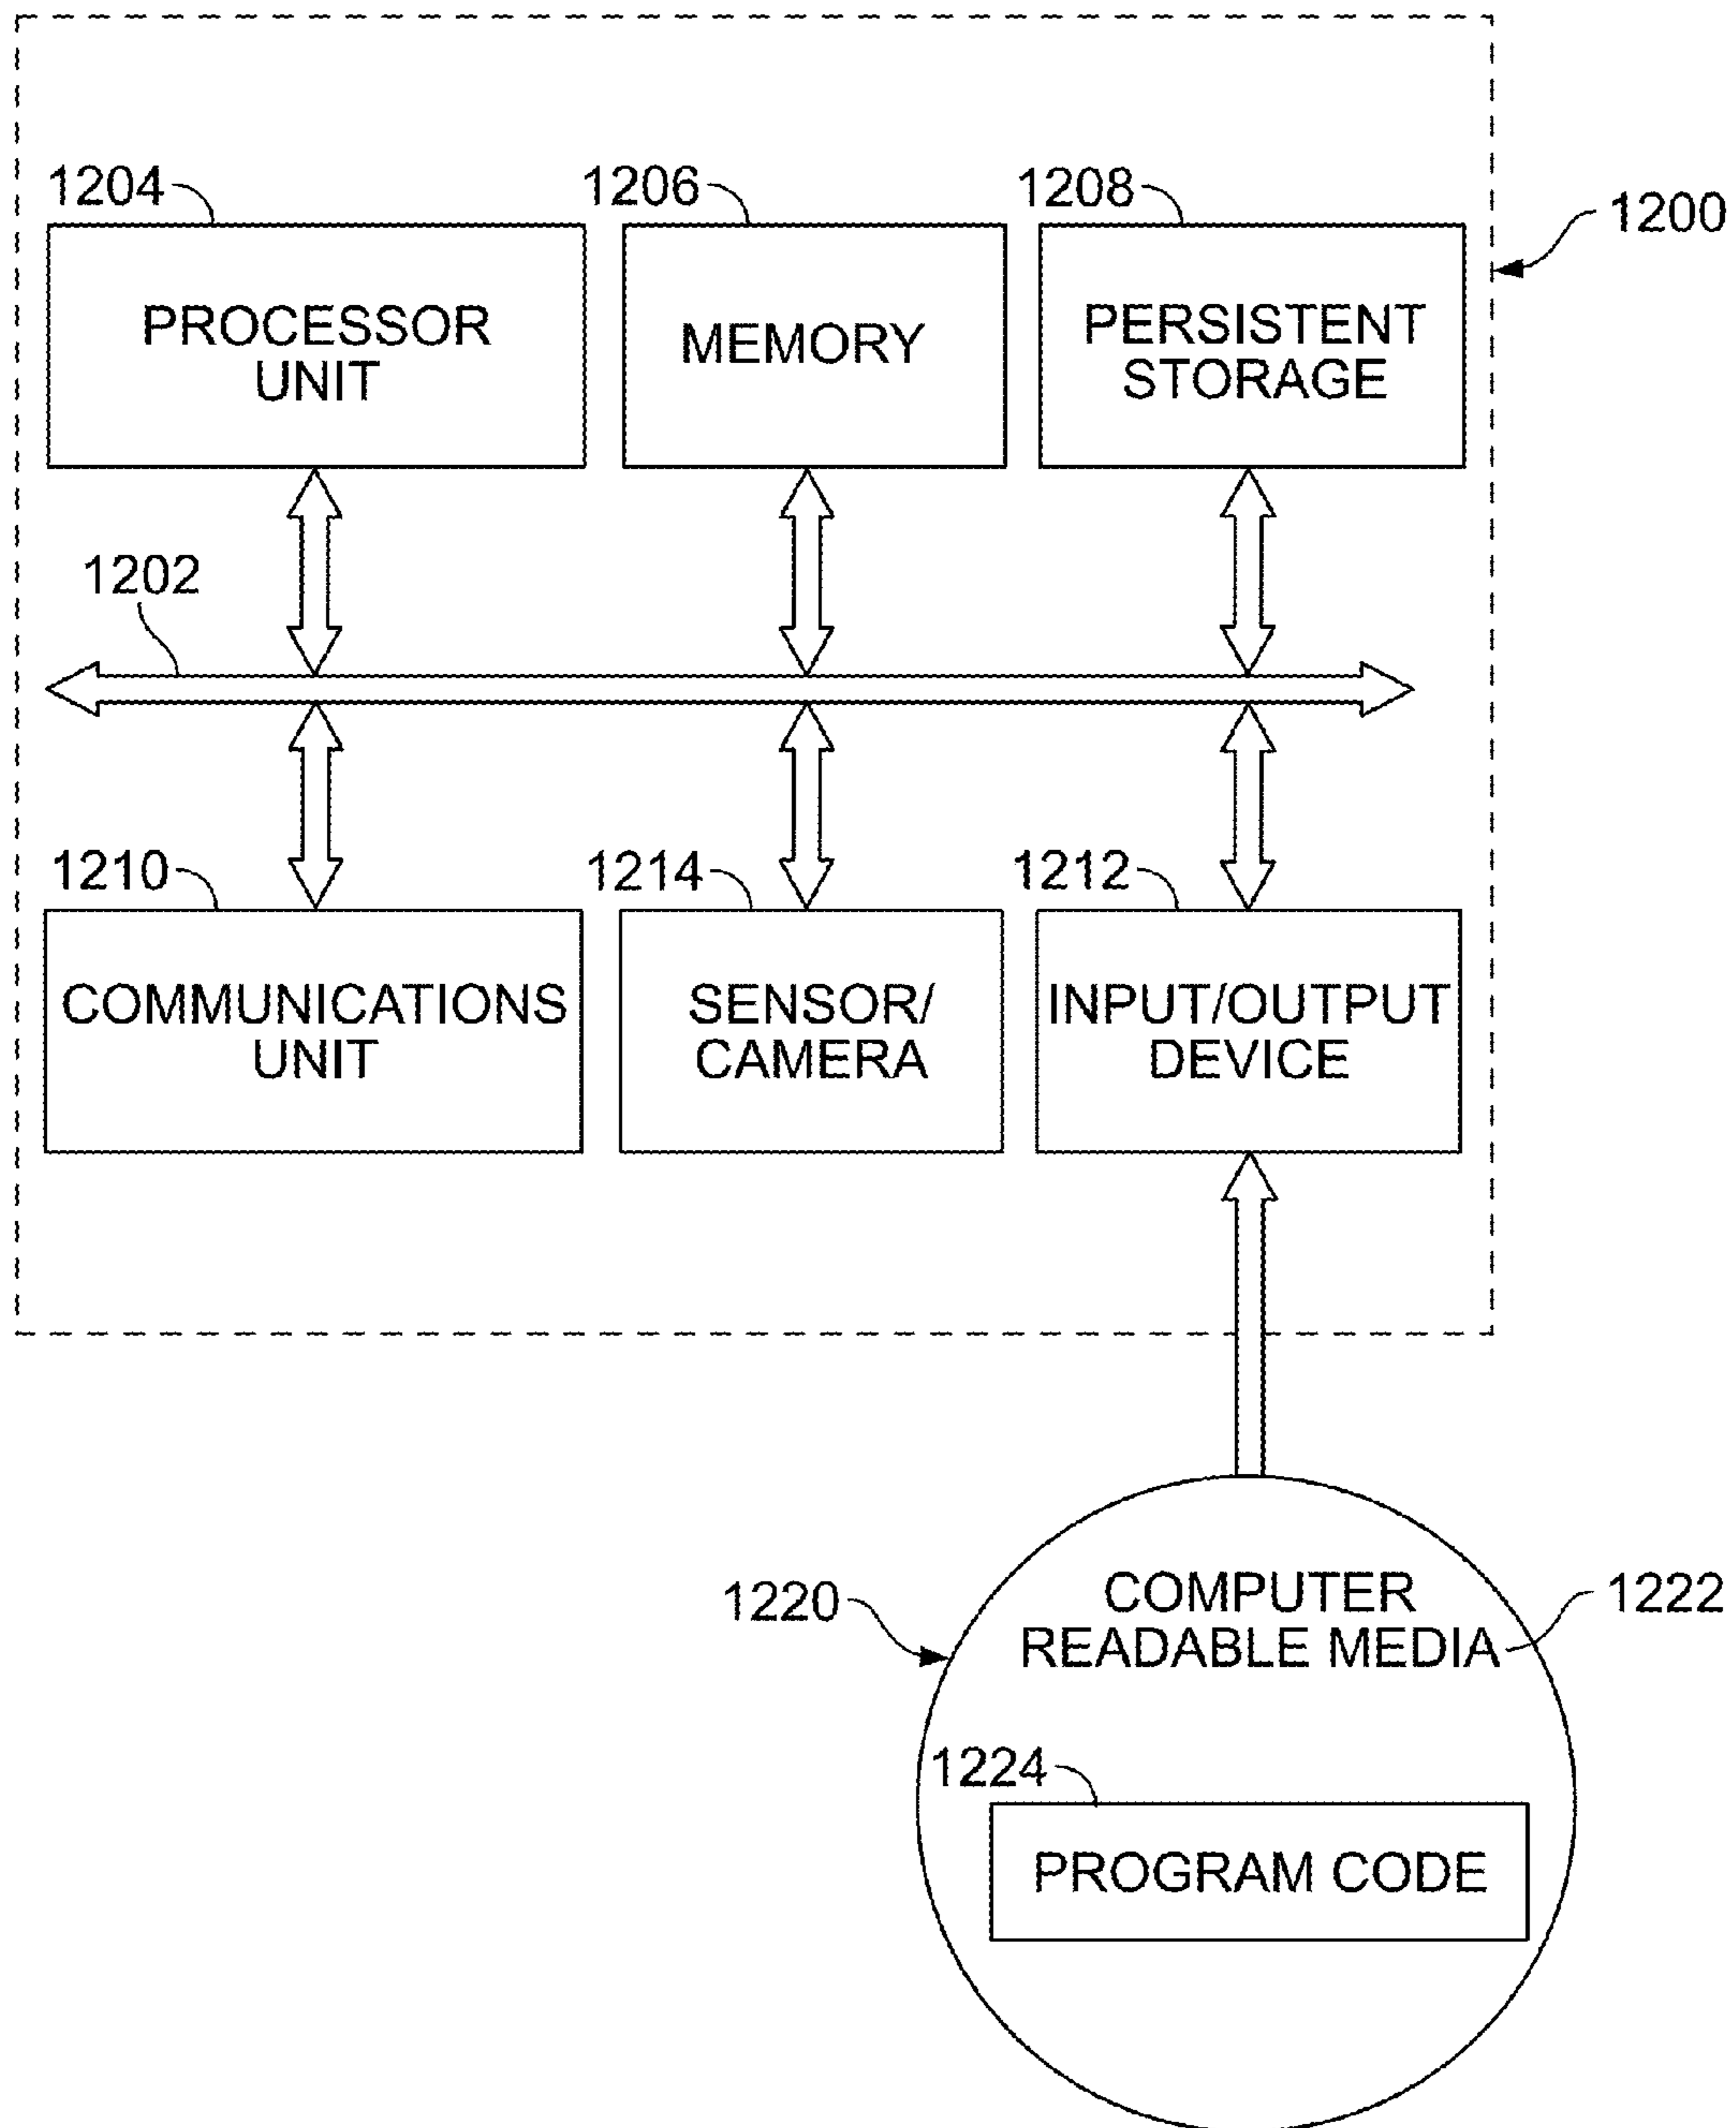 1204
1206
1208
1200
PROCESSOR
UNIT
MEMORY
PERSISTENT
STORAGE
1202
1210
1214
1212
COMMUNICATIONS
UNIT
SENSOR/
CAMERA
INPUT/OUTPUT
DEVICE
1220
COMPUTER
READABLE MEDIA
1222
1224
PROGRAM CODE